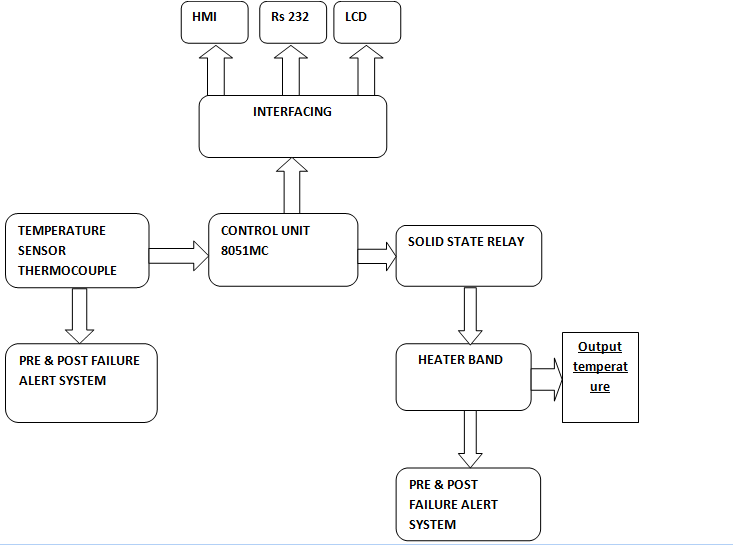 HMI
Rs 232
LCD
INTERFACING
TEMPERATURE
SENSOR
THERMOCOUPLE
CONTROL UNIT
8051MC
SOLID STATE RELAY
PRE & POST FAILURE
ALERT SYSTEM
HEATER BAND
Output
temperat
ure
PRE & POST
FAILURE ALERT
SYSTEM